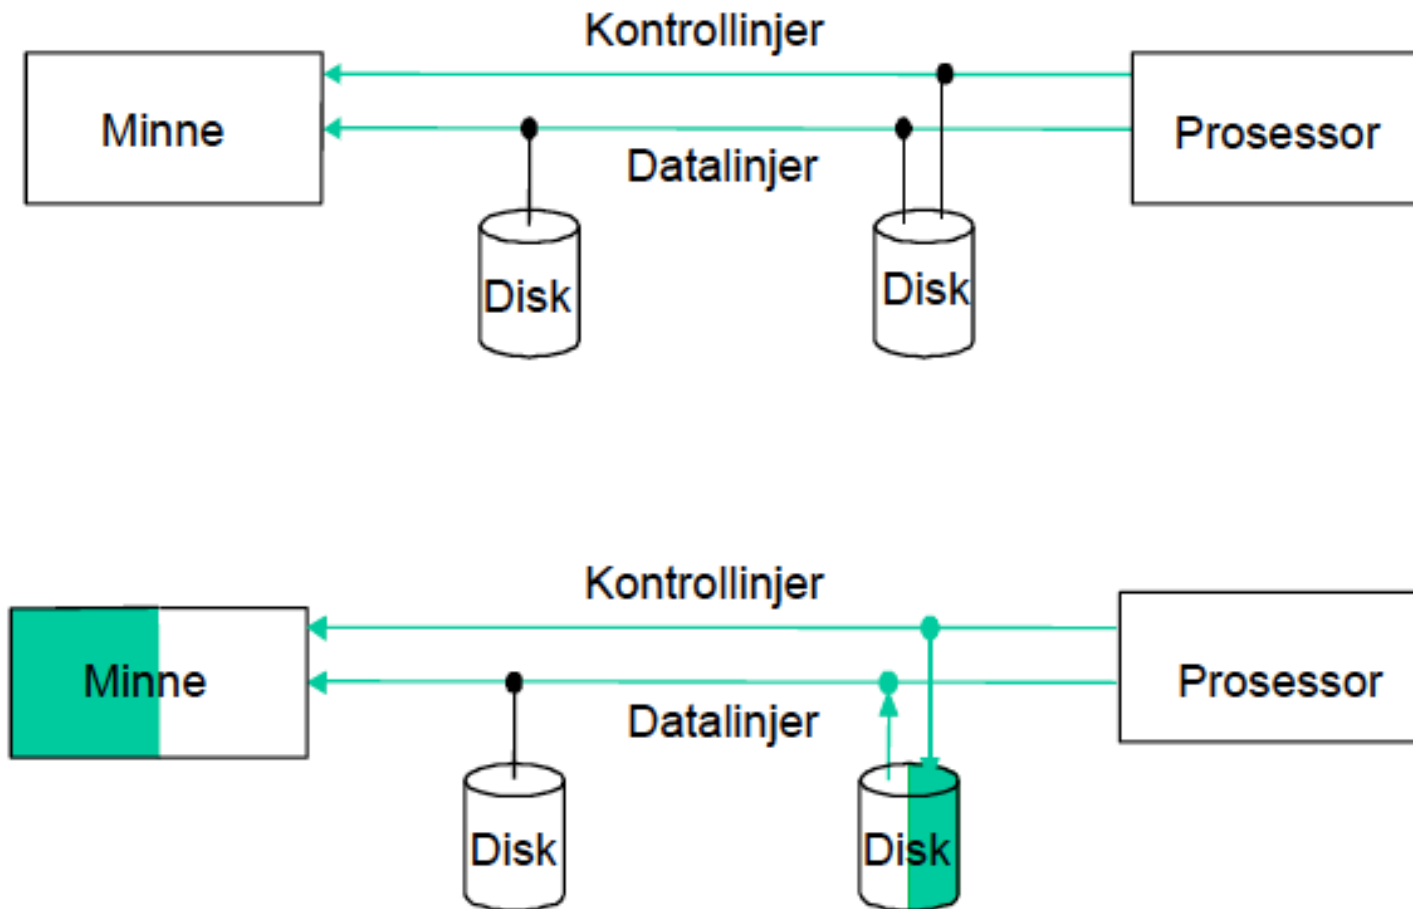 Kontrollinjer
Minne
Prosessor
Datalinjer
Disk
Disk
Kontrollinjer
Minne
Prosessor
Datalinjer
Disk
Disk